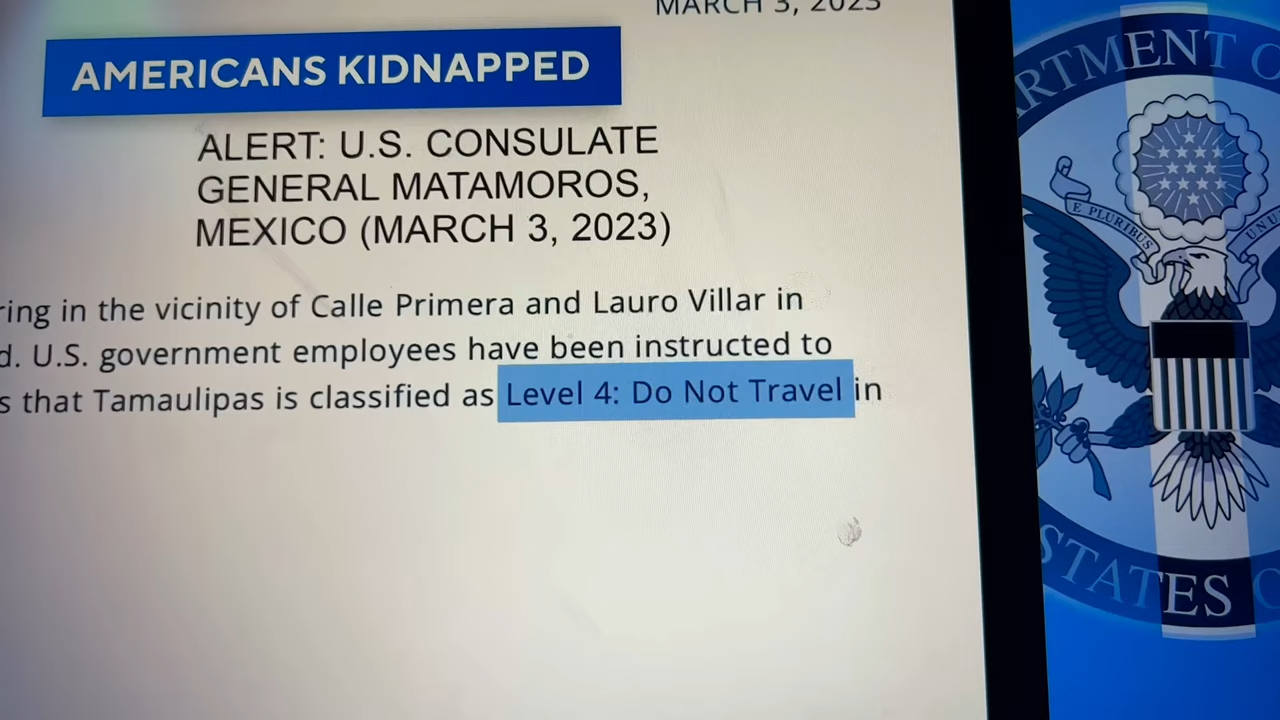 MARCH 3, 2023
AMERICANS KIDNAPPED
ALERT: U.S. CONSULATE
GENERAL MATAMOROS,
MEXICO (MARCH 3, 2023)
ring in the vicinity of Calle Primera and Lauro Villar in
d. U.S. government employees have been instructed to
s that Tamaulipas is classified as Level 4: Do Not Travel in
ARTMENT O
E PLURIBUS
UNU
STATES O